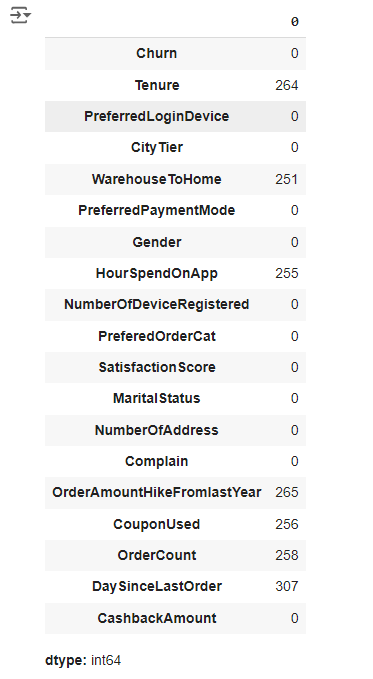 0
Churn 0
Tenure 264
PreferredLoginDevice 0
CityTier 0
WarehouseToHome 251
PreferredPaymentMode 0
Gender 0
HourSpendOnApp 255
NumberOfDeviceRegistered 0
PreferedOrderCat 0
SatisfactionScore 0
MaritalStatus 0
NumberOfAddress 0
Complain 0
OrderAmountHikeFromlastYear 265
CouponUsed 256
OrderCount 258
DaySinceLastOrder 307
CashbackAmount 0
dtype: int64